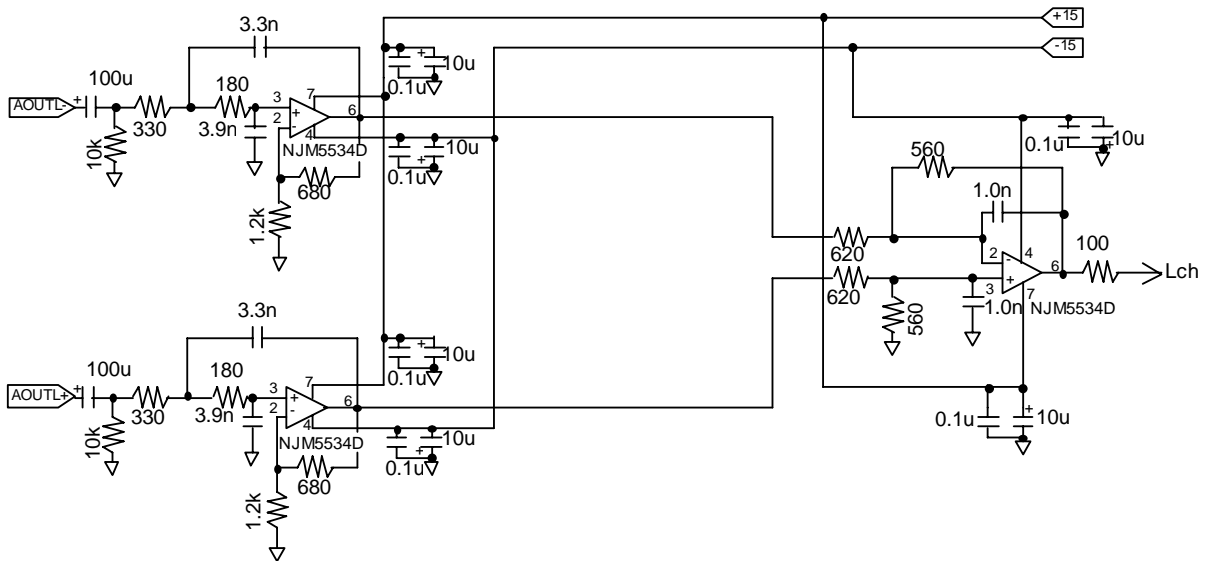 +15
-15
3.3n
10u
0.1u
100u
180
AOUTL-
+
330
3.9n
10k
3
2
+
-
7
4
6
NJM5534D
+
10u
0.1u
+
680
1.2k
+
10u
0.1u
560
1.0n
620
620
560
2
3
-
+
4
7
6
1.0n
NJM5534D
100
Lch
3.3n
+
10u
0.1u
100u
180
AOUTL+
+
330
3.9n
10k
3
2
+
-
7
4
6
NJM5534D
10u
0.1u
+
680
1.2k
0.1u
+
10u